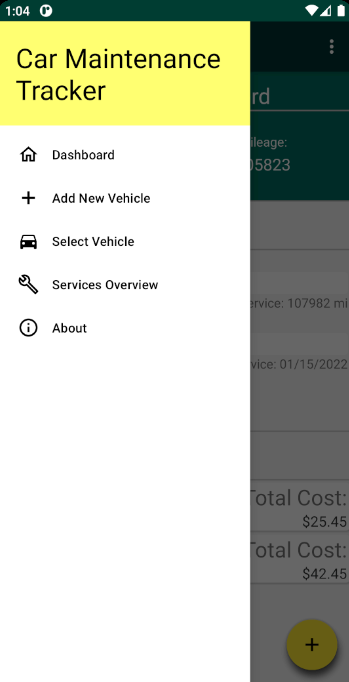 1:04
Car Maintenance
Tracker
rd
ileage:
05823
Dashboard
Add New Vehicle
Select Vehicle
Services Overview
About
ervice: 107982 mi
vice: 01/15/2022
Total Cost:
$25.45
Total Cost:
$42.45